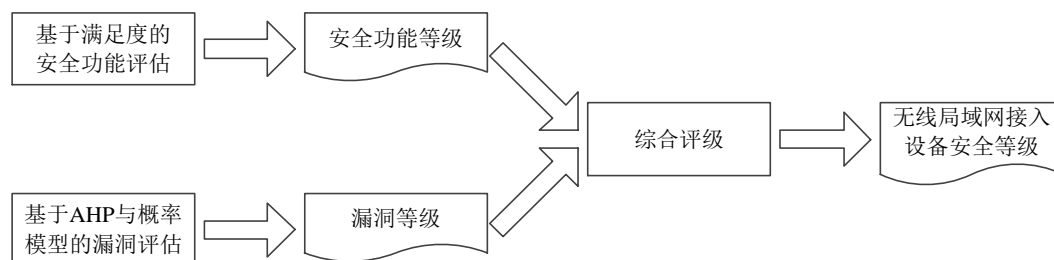 基于满足度的
安全功能评估
安全功能等级
综合评级
无线局域网接入
设备安全等级
基于AHP与概率
模型的漏洞评估
漏洞等级